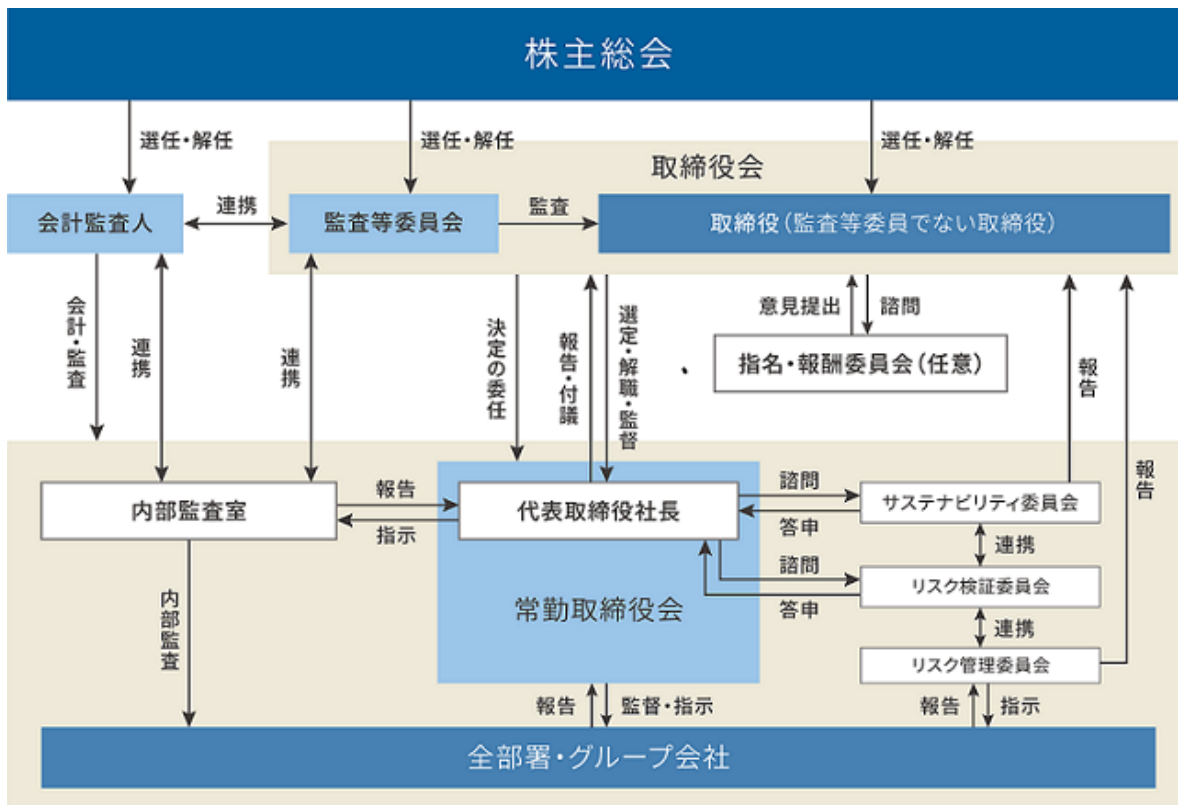 株主総会
選任・解任
選任・解任
選任・解任
取締役会
会計監査人
連携
監査等委員会
監査
取締役(監査等委員でない取締役)
会計・監査
連携
連携
決定の委任
報告・付議
選定・解職・監督
意見提出
諮問
指名・報酬委員会(任意)
報告
報告
内部監査室
報告
指示
代表取締役社長
諮問
答申
サステナビリティ委員会
連携
諮問
答申
リスク検証委員会
連携
リスク管理委員会
常勤取締役会
内部監査
報告
監督・指示
報告
指示
全部署・グループ会社